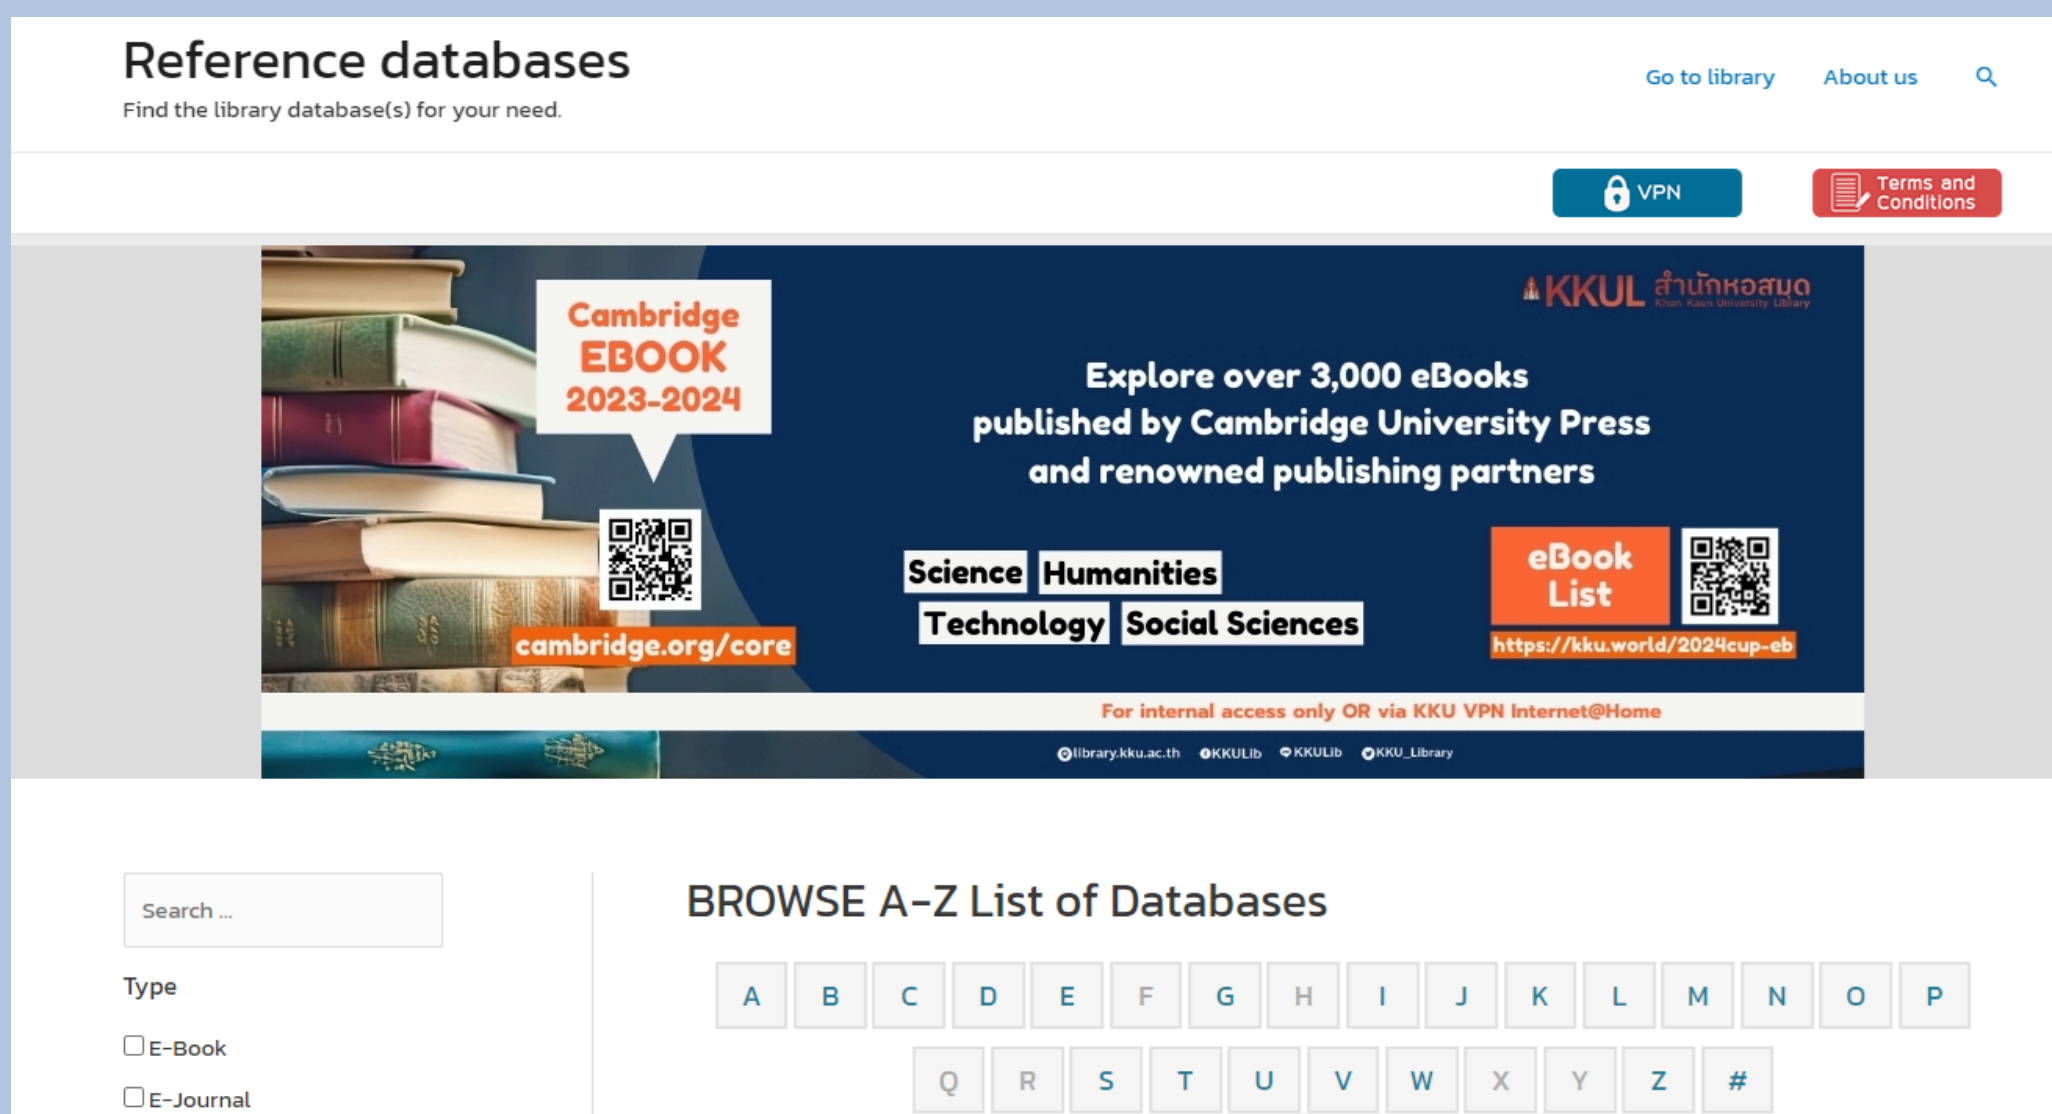 Reference databases
Find the library database(s) for your need.
Go to library
About us
VPN
Terms and
Conditions
Cambridge
EBOOK
2023-2024
cambridge.org/core
KKUL สำนักหอสมุด
Khon Kaen University Library
Explore over 3,000 eBooks
published by Cambridge University Press
and renowned publishing partners
Science Humanities
Technology Social Sciences
eBook
List
https://kku.world/2024cup-eb
For internal access only OR via KKU VPN Internet@Home
library.kku.ac.th KKULib KKULib KKU_Library
Search ...
Type
E-Book
E-Journal
BROWSE A-Z List of Databases
A B C D E F G H I J K L M N O P
Q R S T U V W X Y Z #